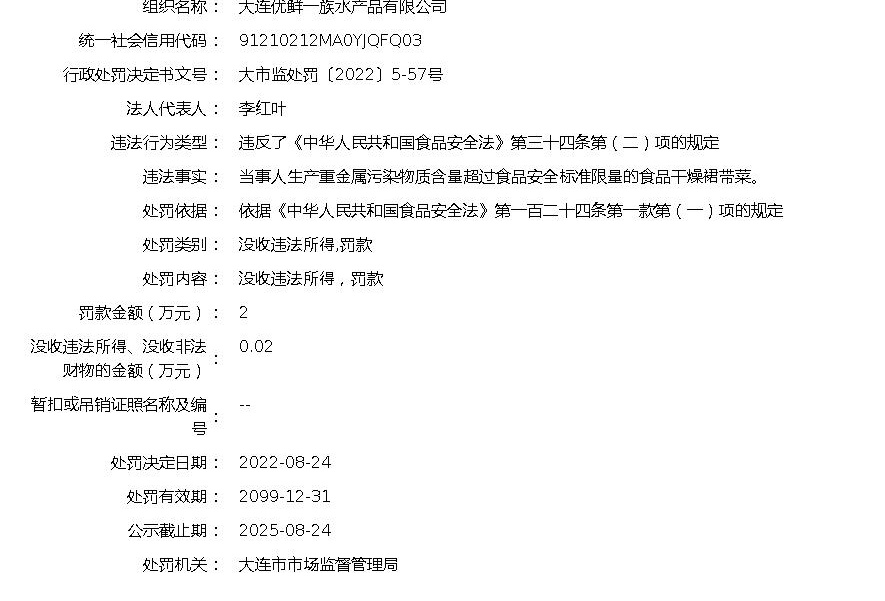 组织名称： 大连优鲜一族水产品有限公司
统一社会信用代码： 91210212MA0YJQFQ03
行政处罚决定书文号： 大市监处罚〔2022〕5-57号
法人代表人： 李红叶
违法行为类型： 违反了《中华人民共和国食品安全法》第三十四条第（二）项的规定
违法事实： 当事人生产重金属污染物质含量超过食品安全标准限量的食品干燥裙带菜。
处罚依据： 依据《中华人民共和国食品安全法》第一百二十四条第一款第（一）项的规定
处罚类别： 没收违法所得,罚款
处罚内容： 没收违法所得，罚款
罚款金额（万元）： 2
没收违法所得、没收非法
财物的金额（万元）： 0.02
暂扣或吊销证照名称及编
号： --
处罚决定日期： 2022-08-24
处罚有效期： 2099-12-31
公示截止期： 2025-08-24
处罚机关： 大连市市场监督管理局